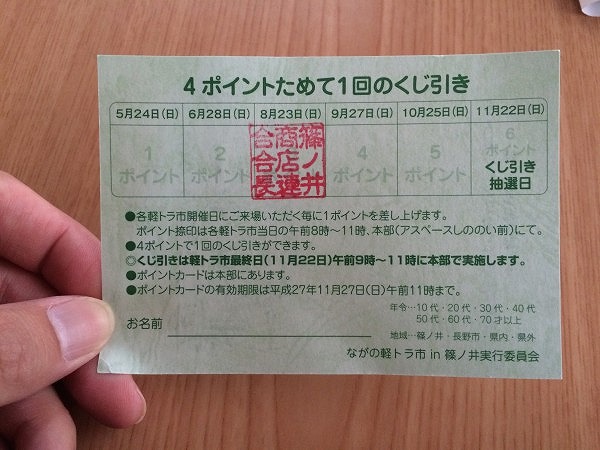 4ポイントためて1回のくじ引き
5月24日(日) 6月28日(日) 8月23日(日) 9月27日(日) 10月25日(日) 11月22日(日)
1 ポイント
2 ポイント
篠ノ井
商店連
合会長
4 ポイント
5 ポイント
6 ポイント
くじ引き
抽選日
●各軽トラ市開催日にご来場いただく毎に1ポイントを差し上げます。
ポイント捺印は各軽トラ市当日の午前8時〜11時、本部(アスペースしののい前)にて。
●4ポイントで1回のくじ引きができます。
◎くじ引きは軽トラ市最終日(11月22日)午前9時〜11時に本部で実施します。
●ポイントカードは本部にあります。
●ポイントカードの有効期限は平成27年11月27日(日)午前11時まで。
年令…10代・20代・30代・40代
50代・60代・70才以上
お名前
地域…篠ノ井・長野市・県内・県外
ながの軽トラ市 in 篠ノ井実行委員会